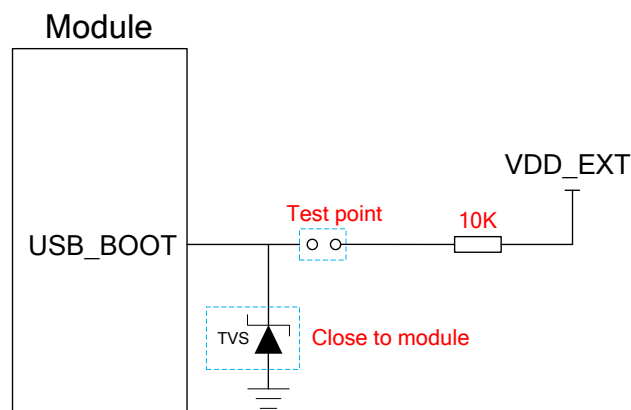 Module
VDD_EXT
Test point
10K
USB_BOOT
TVS
Close to module